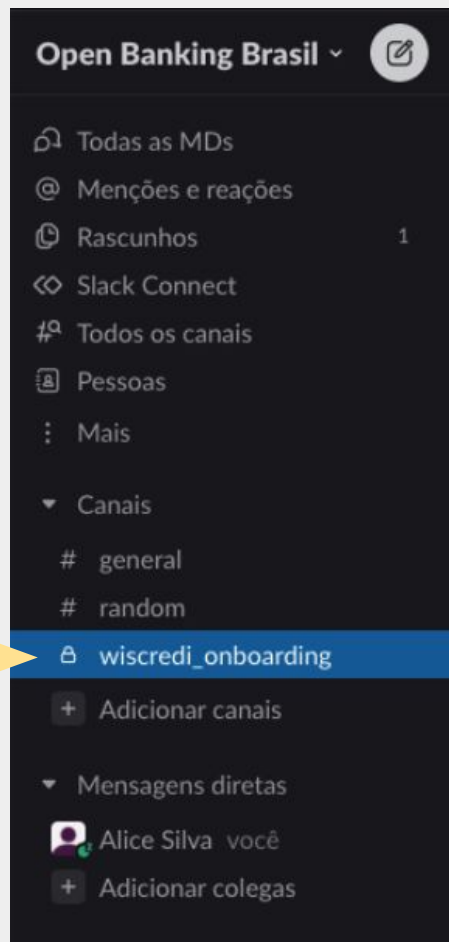 Open Banking Brasil
Todas as MDs
Menções e reações
Rascunhos 1
Slack Connect
Todos os canais
Pessoas
Mais
Canais
# general
# random
wiscredi_onboarding
+ Adicionar canais
Mensagens diretas
Alice Silva você
+ Adicionar colegas